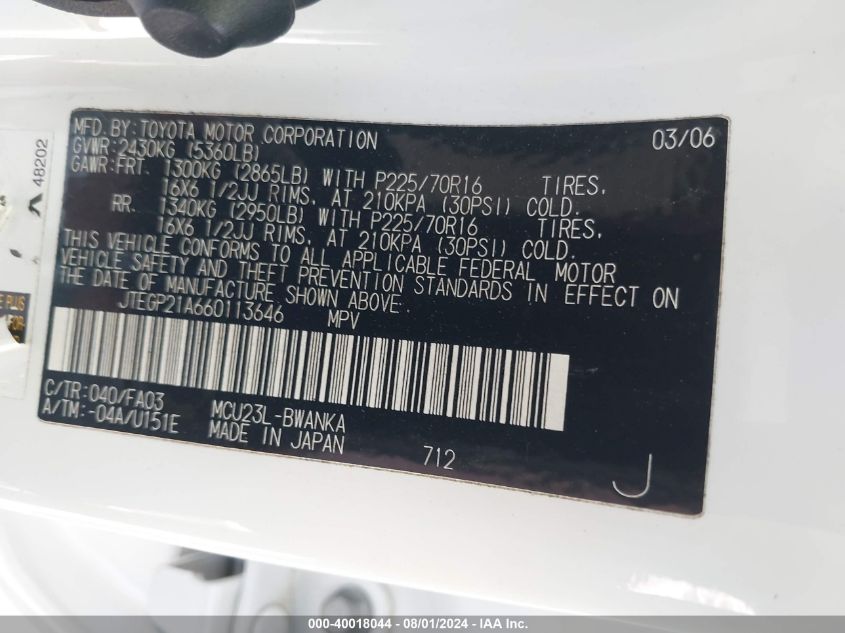 MFD. BY: TOYOTA MOTOR CORPORATION 03/06
GVWR: 2430KG (5360LB)
GAWR: FRT. 1300KG (2865LB) WITH P225/70R16 TIRES,
16X6 1/2JJ RIMS, AT 210KPA (30PSI) COLD.
RR. 1340KG (2950LB) WITH P225/70R16 TIRES,
16X6 1/2JJ RIMS, AT 210KPA (30PSI) COLD.
THIS VEHICLE CONFORMS TO ALL APPLICABLE FEDERAL MOTOR
VEHICLE SAFETY AND THEFT PREVENTION STANDARDS IN EFFECT ON
THE DATE OF MANUFACTURE SHOWN ABOVE.
JTEGP21A660113646 MPV
C/TR: 040/FA03 MCU23L-BWANKA
A/TM: -04A/U151E MADE IN JAPAN 712
J
48202
E PLUS
000-40018044 - 08/01/2024 - IAA Inc.